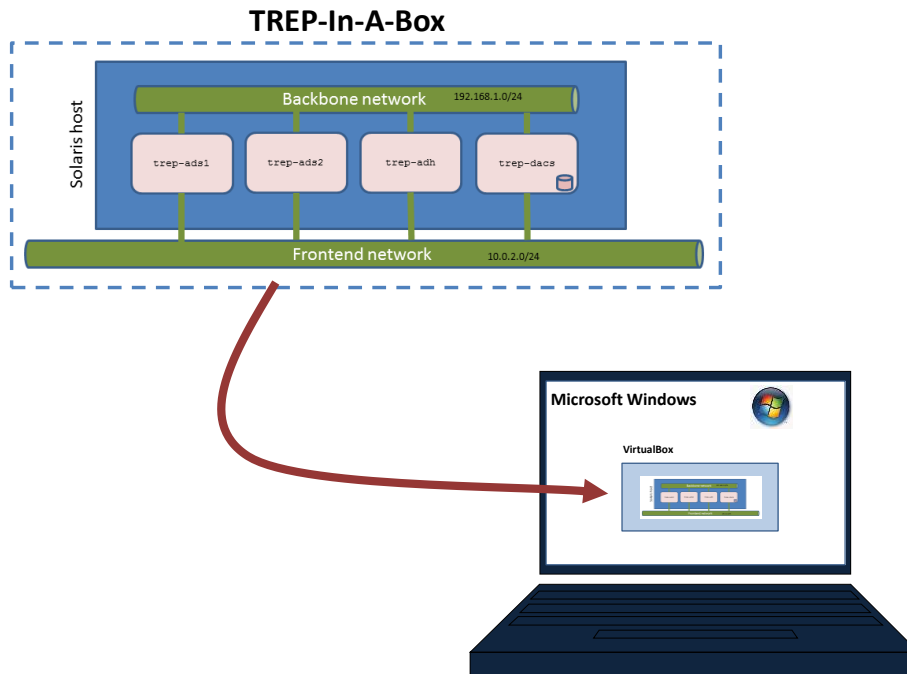 TREP-In-A-Box
Solaris host
Backbone network 192.168.1.0/24
trep-ads1 trep-ads2 trep-adh trep-dacs
Frontend network 10.0.2.0/24
Microsoft Windows
VirtualBox